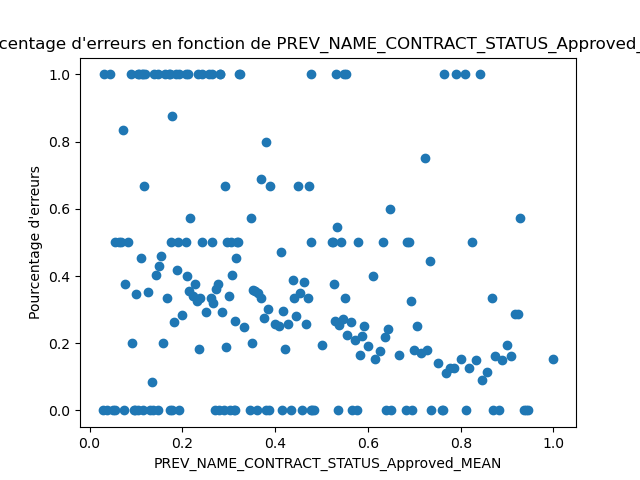 centage d'erreurs en fonction de PREV_NAME_CONTRACT_STATUS_Approved_
1.0
0.8
0.6
0.4
0.2
0.0
Pourcentage d'erreurs
0.0 0.2 0.4 0.6 0.8 1.0
PREV_NAME_CONTRACT_STATUS_Approved_MEAN